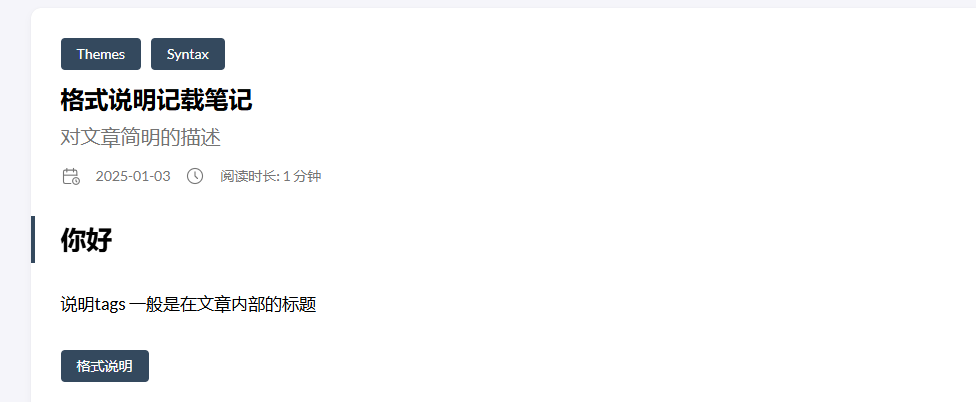 Themes Syntax
格式说明记载笔记
对文章简明的描述
2025-01-03 阅读时长: 1 分钟
你好
说明tags 一般是在文章内部的标题
格式说明